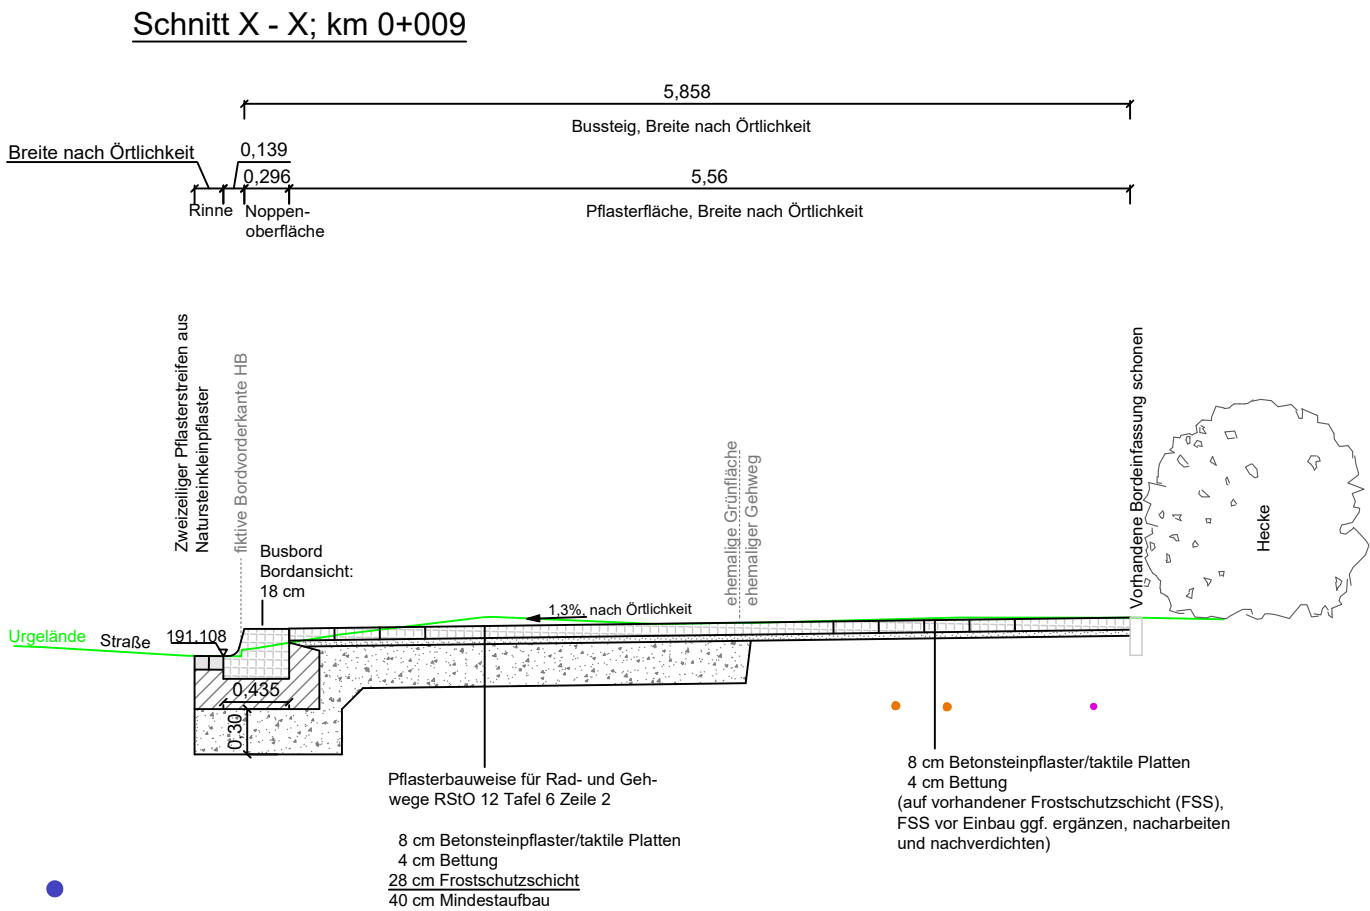 Schnitt X - X; km 0+009
5,858
Bussteig, Breite nach Örtlichkeit
Breite nach Örtlichkeit
0,139
0,296
5,56
Rinne
Noppen-
oberfläche
Pflasterfläche, Breite nach Örtlichkeit
Zweizeiliger Pflasterstreifen aus
Natursteinkleinpflaster
fiktive Bordvorderkante HB
Busbord
Bordansicht:
18 cm
ehemalige Grünfläche
ehemaliger Gehweg
Vorhandene Bordeinfassung schonen
Hecke
1,3%, nach Örtlichkeit
Urgelände
Straße
191,108
0,435
0,30
Pflasterbauweise für Rad- und Geh-
wege RStO 12 Tafel 6 Zeile 2
8 cm Betonsteinpflaster/taktile Platten
4 cm Bettung
28 cm Frostschutzschicht
40 cm Mindestaufbau
8 cm Betonsteinpflaster/taktile Platten
4 cm Bettung
(auf vorhandener Frostschutzschicht (FSS),
FSS vor Einbau ggf. ergänzen, nacharbeiten
und nachverdichten)